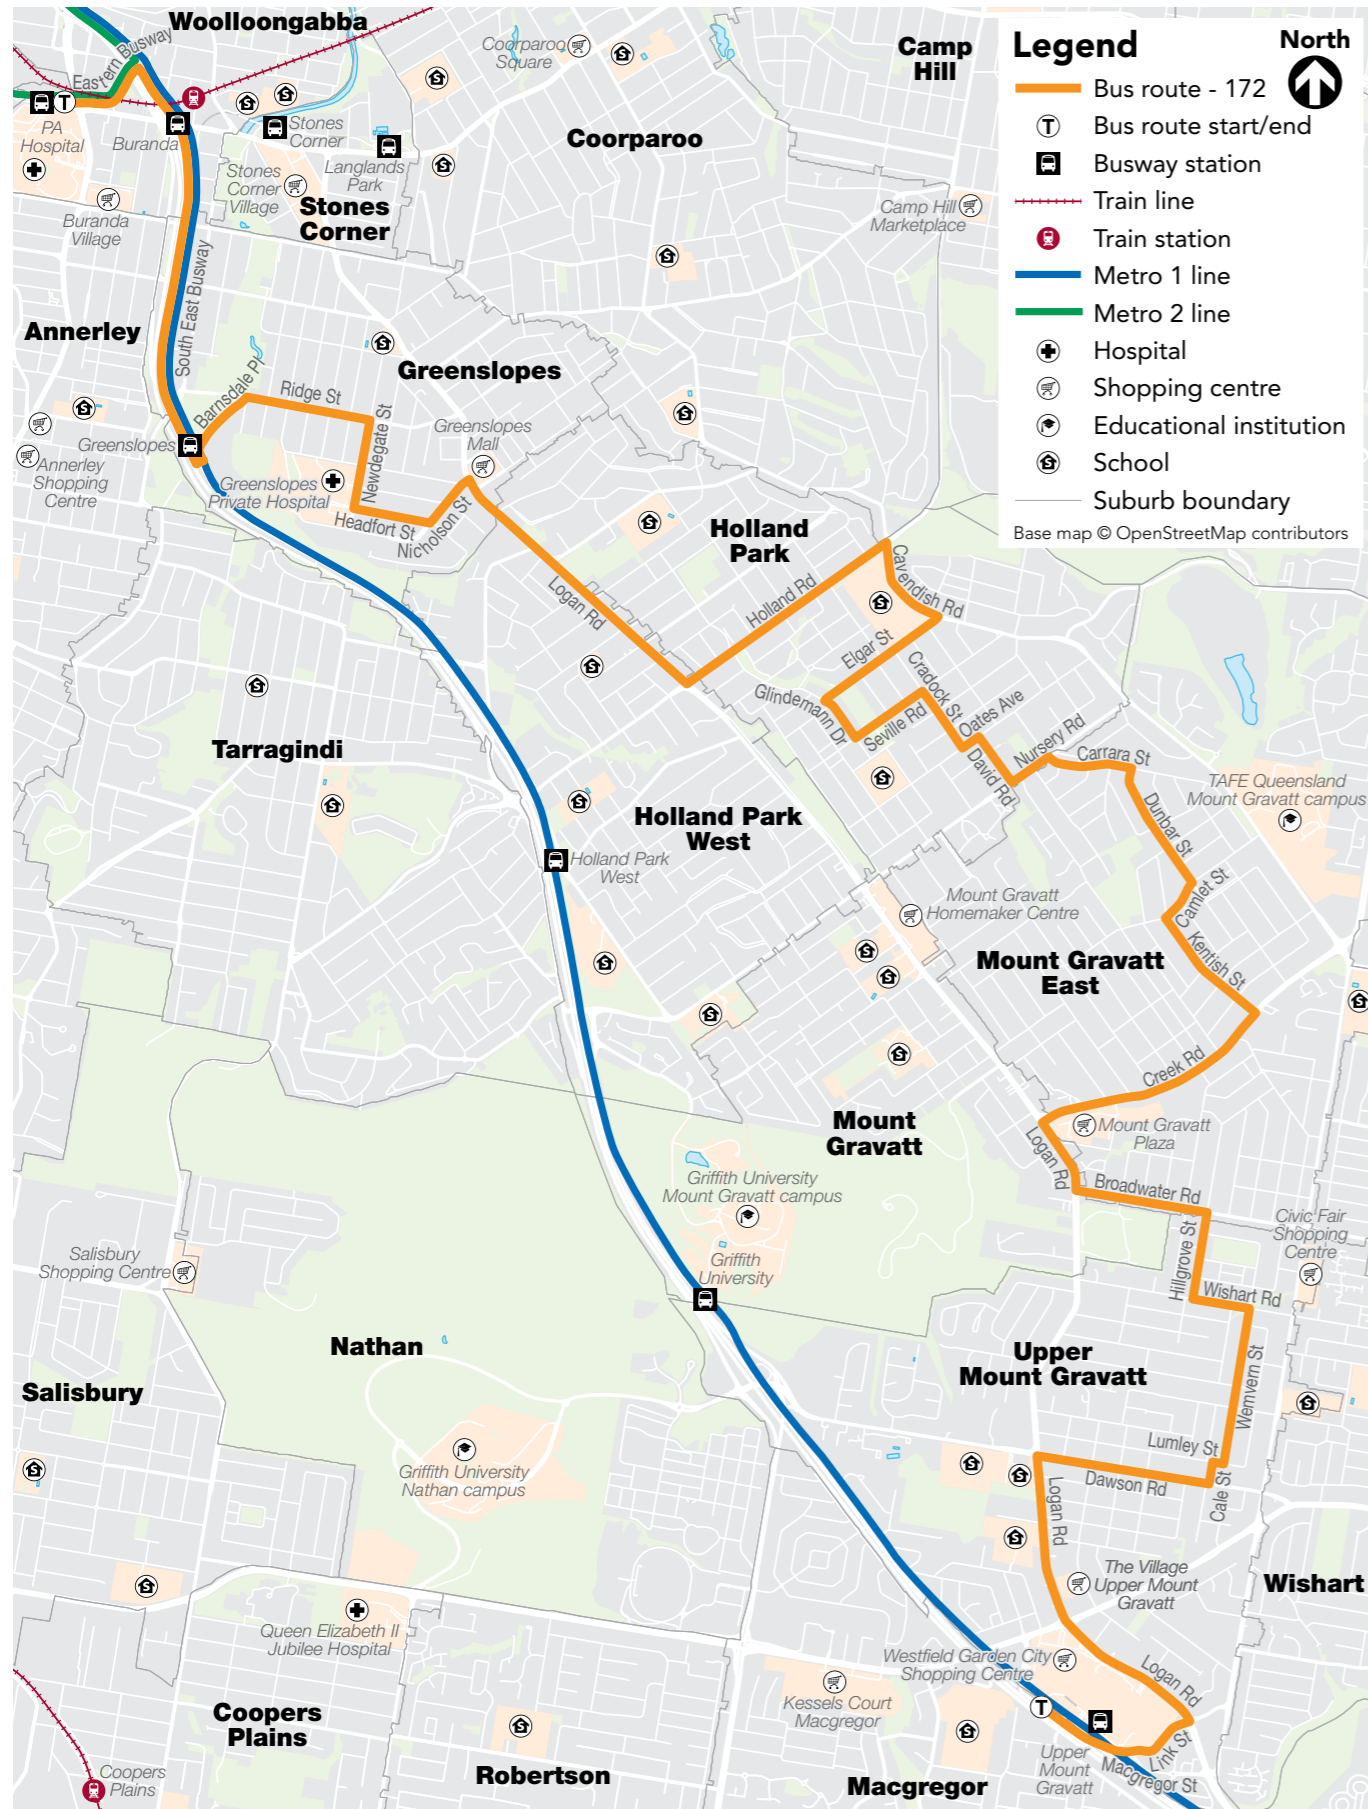 Woolloongabba
Eastern Busway
T
PA
Hospital
Buranda
Stones
Corner
Langlands
Park
Stones
Corner
Village
Stones
Corner
Buranda
Village
Coorparoo
Square
Coorparoo
Camp
Hill
Camp Hill
Marketplace
Legend
North
Bus route - 172
T
Bus route start/end
Busway station
Train line
Train station
Metro 1 line
Metro 2 line
Hospital
Shopping centre
Educational institution
S
School
Suburb boundary
Base map © OpenStreetMap contributors
Annerley
South East Busway
Greenslopes
Barnsdale Pl
Ridge St
Newdegate St
Greenslopes
Mall
Greenslopes
Annerley
Shopping
Centre
Greenslopes
Private Hospital
Headfort St
Nicholson St
Holland
Park
Logan Rd
Holland Rd
Cavendish Rd
Elgar St
Glindemann Dr
Seville Rd
Cradock St
Oates Ave
David Rd
Nursery Rd
Carrara St
Tarragindi
TAFE Queensland
Mount Gravatt campus
Dunbar St
Holland Park
West
Holland Park
West
Camlet St
Mount Gravatt
Homemaker Centre
Kentish St
Mount Gravatt
East
Creek Rd
Mount
Gravatt
Mount Gravatt
Plaza
Logan Rd
Broadwater Rd
Griffith University
Mount Gravatt campus
Griffith
University
Civic Fair
Shopping
Centre
Hillgrove St
Wishart Rd
Salisbury
Shopping Centre
Nathan
Upper
Mount Gravatt
Wemvern St
Salisbury
Lumley St
Griffith University
Nathan campus
Dawson Rd
Cale St
Logan Rd
The Village
Upper Mount
Gravatt
Wishart
Queen Elizabeth II
Jubilee Hospital
Westfield Garden City
Shopping Centre
Logan Rd
Kessels Court
Macgregor
T
Coopers
Plains
Link St
Upper
Mount
Gravatt
Macgregor St
Coopers
Plains
Robertson
Macgregor